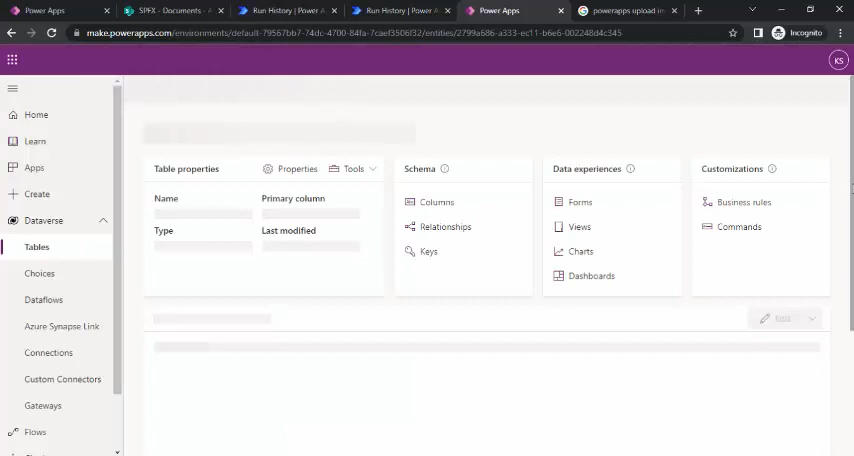 Power Apps
SPFX - Documents - A
Run History | Power A
Run History | Power A
Power Apps
powerapps upload im
make.powerapps.com/environments/default-79567bb7-74dc-4700-84fa-7caef3506f32/entities/2799a686-a333-ec11-b6e6-002248d4c345
Incognito
KS
Home
Learn
Apps
Create
Dataverse
Tables
Choices
Dataflows
Azure Synapse Link
Connections
Custom Connectors
Gateways
Flows
Table properties
Properties
Tools
Name
Primary column
Type
Last modified
Schema
Columns
Relationships
Keys
Data experiences
Forms
Views
Charts
Dashboards
Customizations
Business rules
Commands